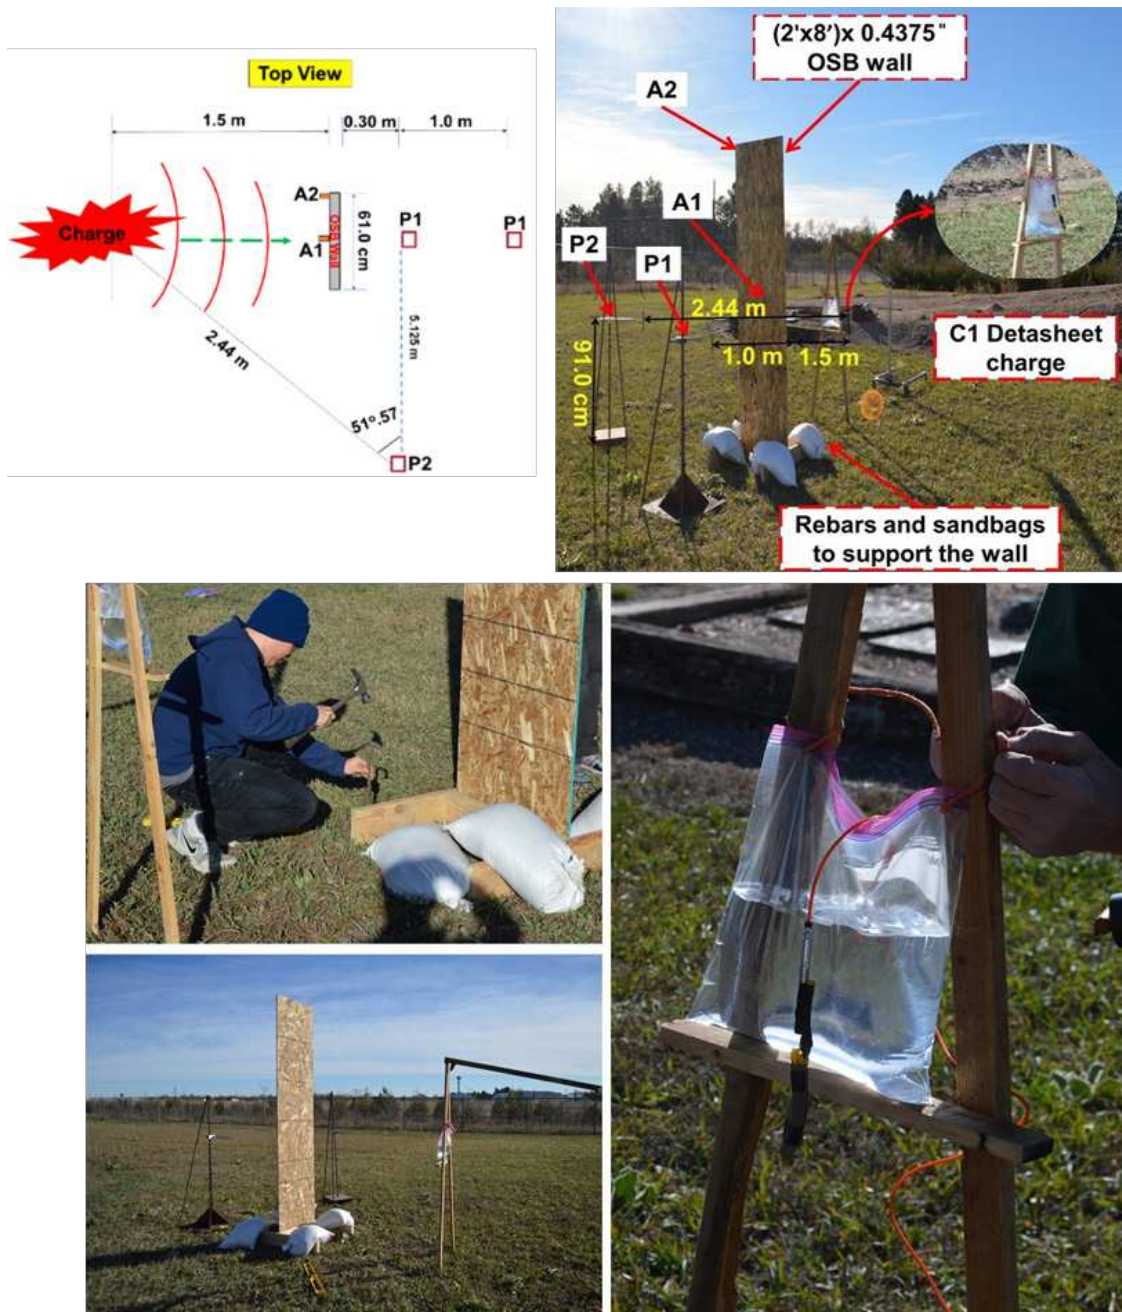 Top View
1.5 m
0.30 m
1.0 m
A2
Charge
A1
OSB Wall
61.0 cm
P1
P1
2.44 m
5.125 m
51°.57
P2
(2'x8')x 0.4375"
OSB wall
A2
A1
P2
P1
2.44 m
1.0 m
1.5 m
91.0 cm
C1 Detasheet
charge
Rebars and sandbags
to support the wall